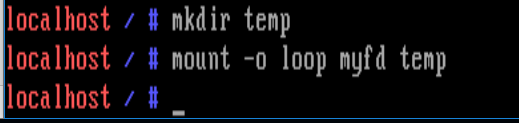 localhost / # mkdir temp
localhost / # mount -o loop myfd temp
localhost / # _